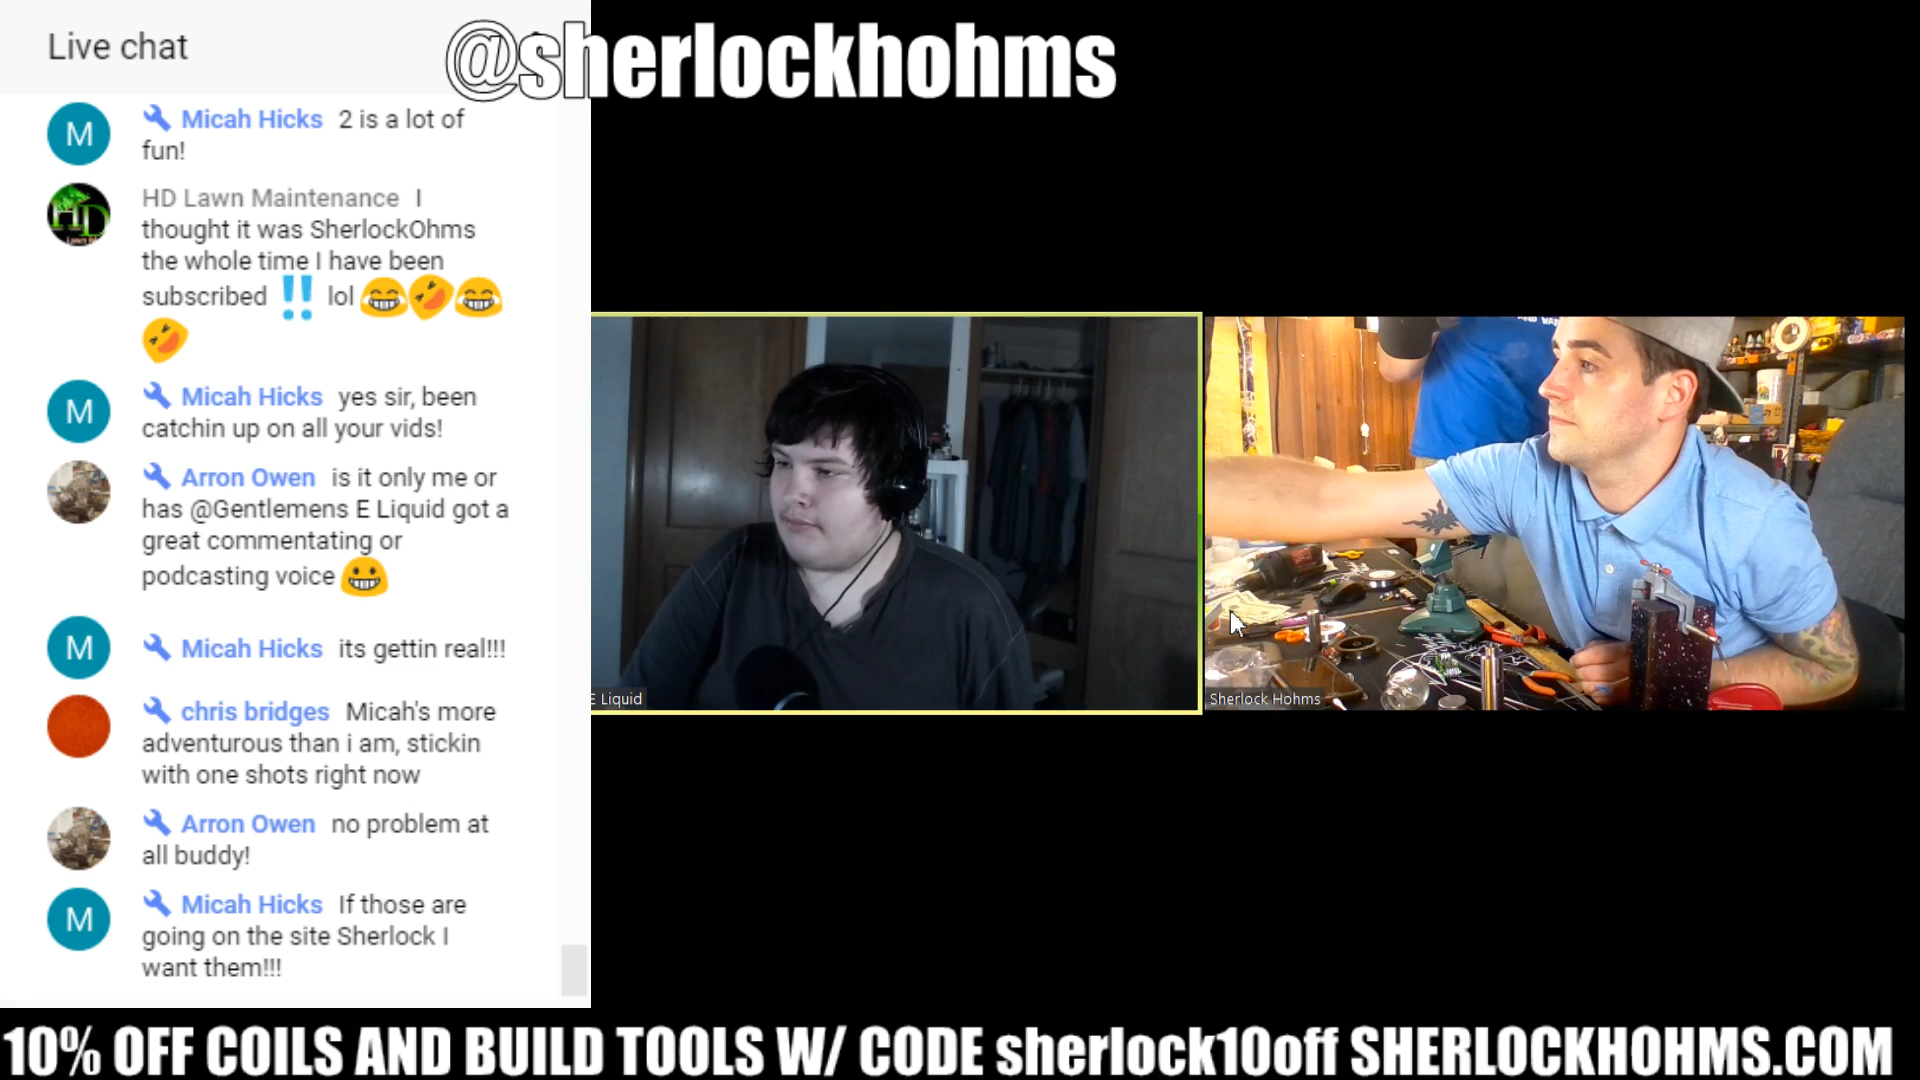 Live chat
@sherlockhohms
M
Micah Hicks 2 is a lot of
fun!
HD
HD Lawn Maintenance I
thought it was SherlockOhms
the whole time I have been
subscribed ‼ lol 😂🤣😂
🤣
M
Micah Hicks yes sir, been
catchin up on all your vids!
Arron Owen is it only me or
has @Gentlemens E Liquid got a
great commentating or
podcasting voice 😀
M
Micah Hicks its gettin real!!!
chris bridges Micah's more
adventurous than i am, stickin
with one shots right now
Arron Owen no problem at
all buddy!
M
Micah Hicks If those are
going on the site Sherlock I
want them!!!
E Liquid
Sherlock Hohms
10% OFF COILS AND BUILD TOOLS W/ CODE sherlock10off SHERLOCKHOHMS.COM